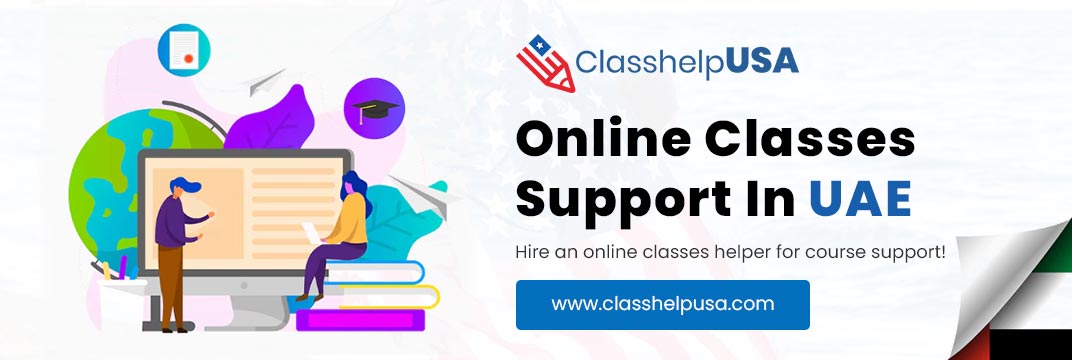 ClasshelpUSA
Online Classes
Support In UAE
Hire an online classes helper for course support!
www.classhelpusa.com